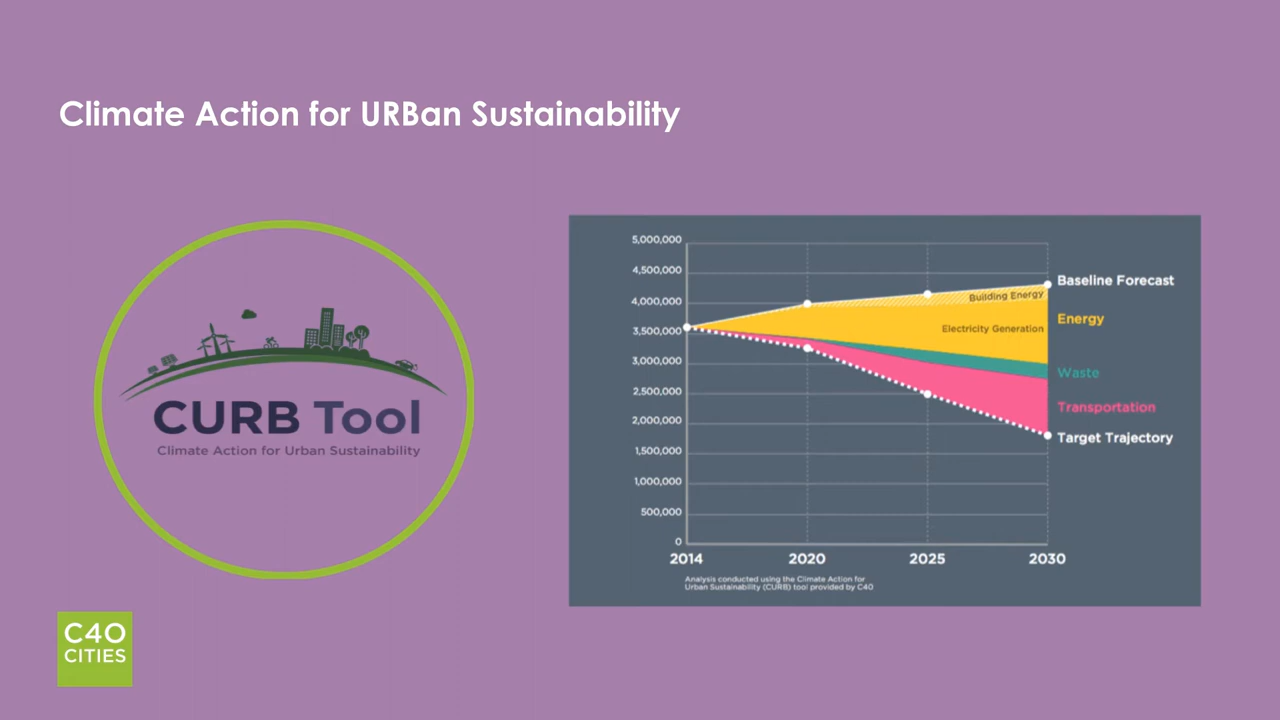 Climate Action for URBan Sustainability
CURB Tool
Climate Action for Urban Sustainability
C40
CITIES
5,000,000
4,500,000
4,000,000
3,500,000
3,000,000
2,500,000
2,000,000
1,500,000
1,000,000
500,000
0
2014
2020
2025
2030
Building Energy
Electricity Generation
Baseline Forecast
Energy
Waste
Transportation
Target Trajectory
Analysis conducted using the Climate Action for
Urban Sustainability (CURB) tool provided by C40